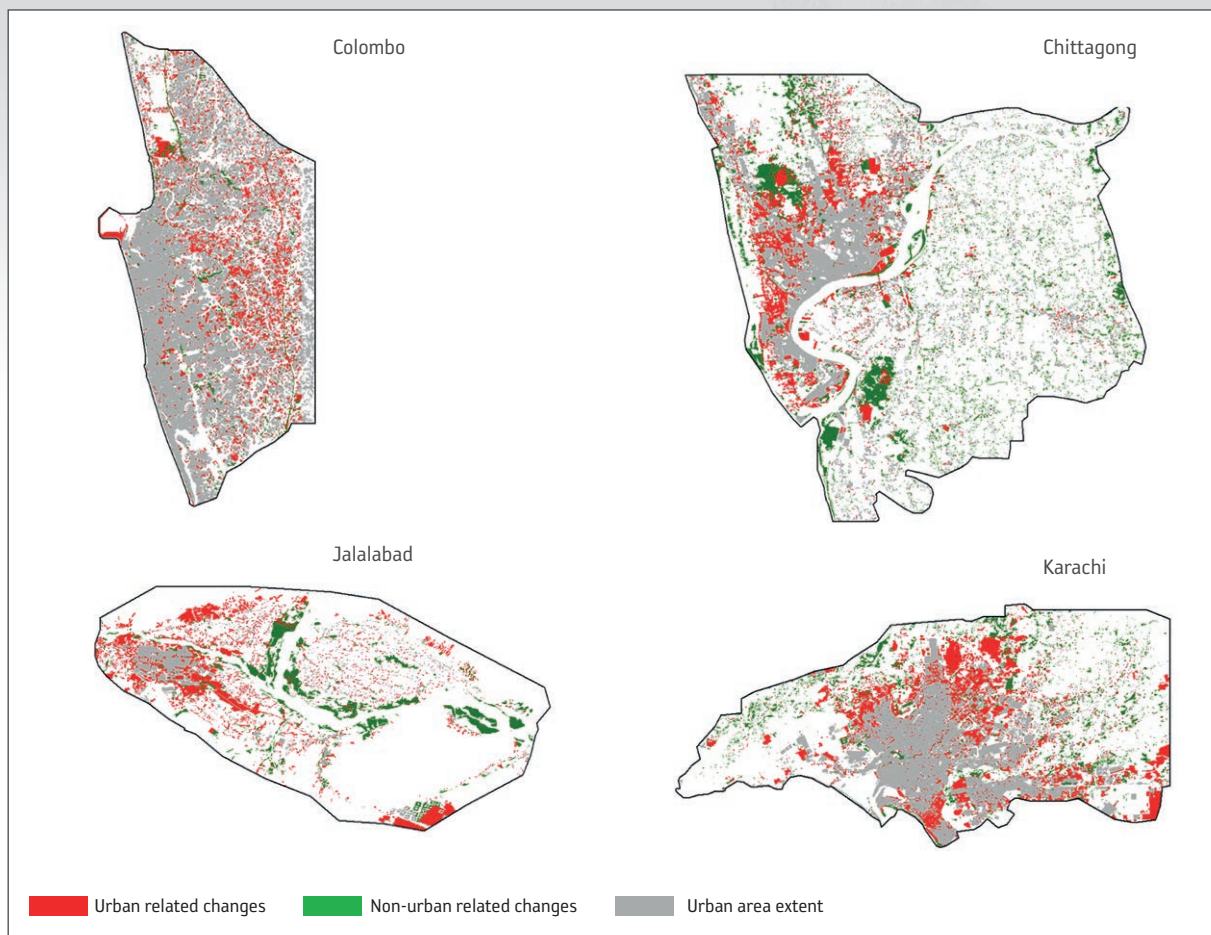 Colombo
Chittagong
Jalalabad
Karachi
Urban related changes
Non-urban related changes
Urban area extent